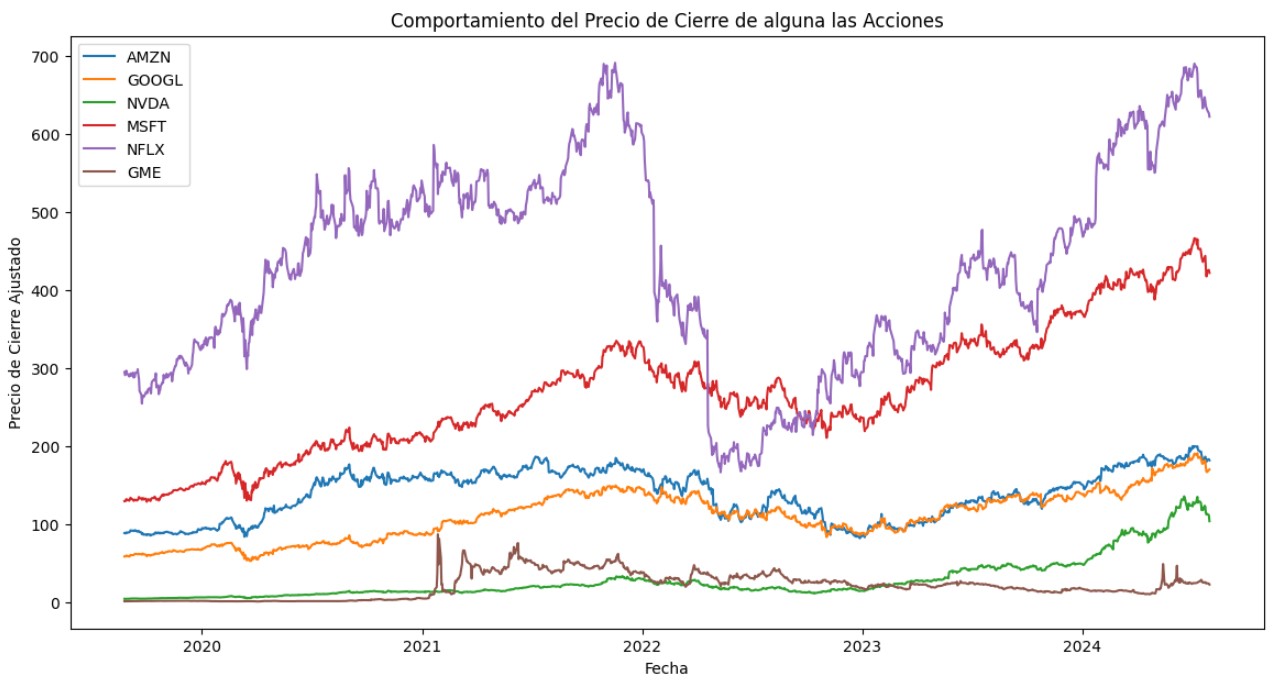 Comportamiento del Precio de Cierre de alguna las Acciones
AMZN
GOOGL
NVDA
MSFT
NFLX
GME
Precio de Cierre Ajustado
700
600
500
400
300
200
100
0
2020 2021 2022 2023 2024
Fecha